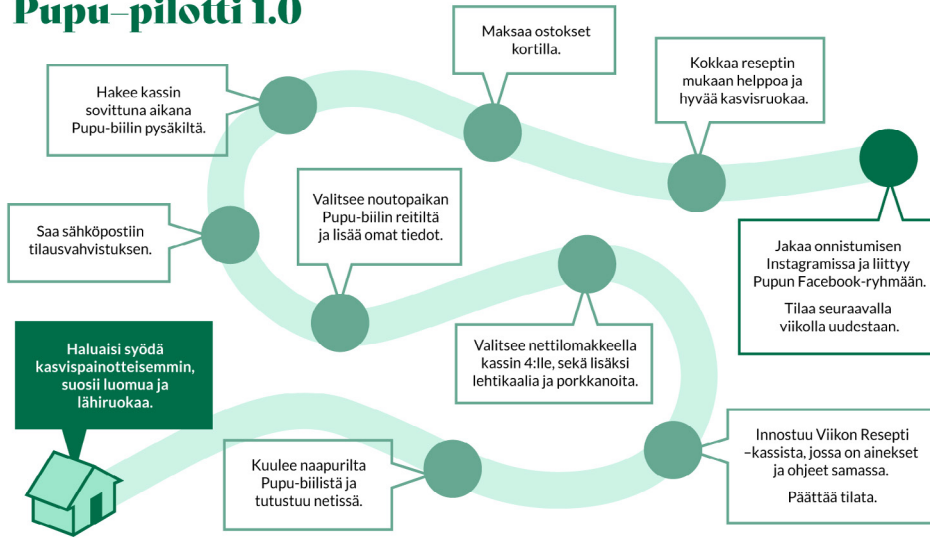 Pupu–pilotti 1.0
Haluaisi syödä
kasvispainotteisemmin,
suosii luomua ja
lähiruokaa.
Kuulee naapurilta
Pupu-biilistä ja
tutustuu netissä.
Innostuu Viikon Resepti
–kassista, jossa on ainekset
ja ohjeet samassa.
Päättää tilata.
Valitsee nettilomakkeella
kassin 4:lle, sekä lisäksi
lehtikaalia ja porkkanoita.
Valitsee noutopaikan
Pupu-biilin reitiltä
ja lisää omat tiedot.
Saa sähköpostiin
tilausvahvistuksen.
Hakee kassin
sovittuna aikana
Pupu-biilin pysäkiltä.
Maksaa ostokset
kortilla.
Kokkaa reseptin
mukaan helppoa ja
hyvää kasvisruokaa.
Jakaa onnistumisen
Instagramissa ja liittyy
Pupun Facebook-ryhmään.
Tilaa seuraavalla
viikolla uudestaan.